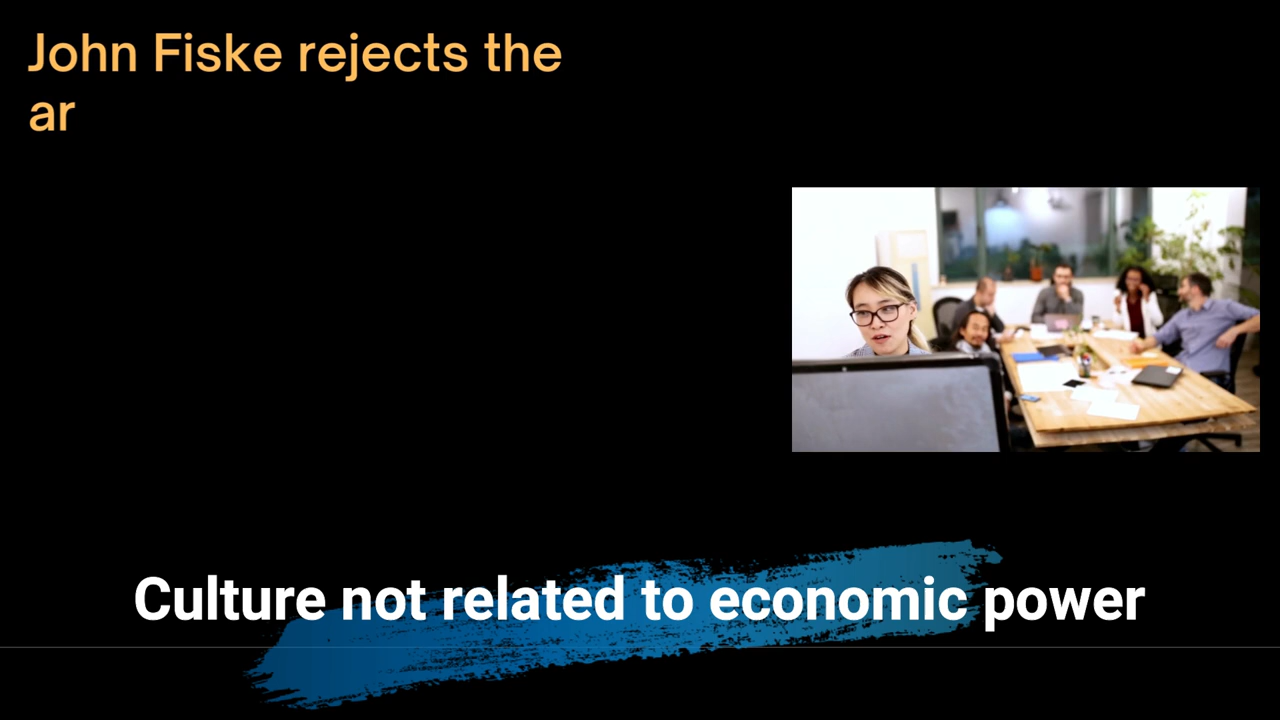 John Fiske rejects the
ar
Culture not related to economic power